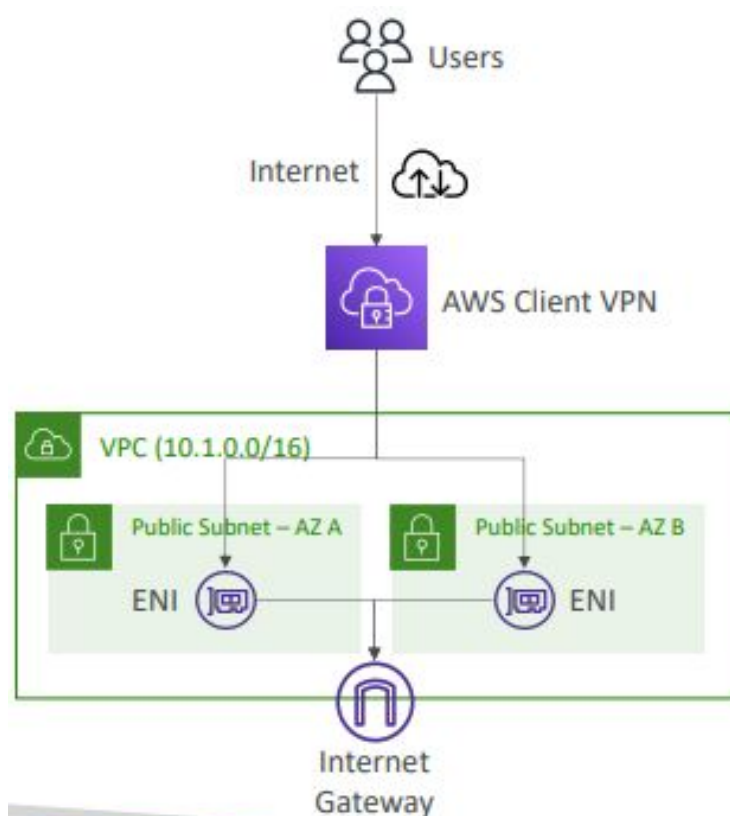 Users
Internet
AWS Client VPN
VPC (10.1.0.0/16)
Public Subnet – AZ A
Public Subnet – AZ B
ENI
ENI
Internet
Gateway